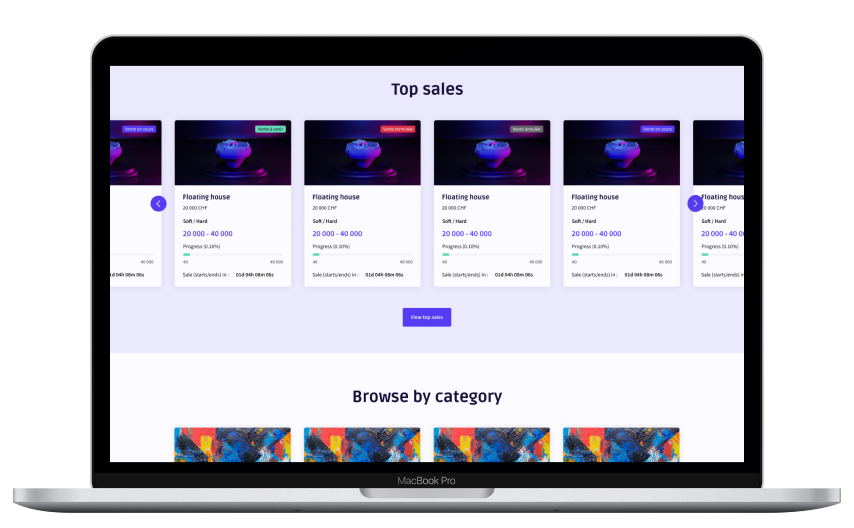 Top sales
Vente en cours
40 000
1d 04h 08m 06s
Vente à venir
Floating house
20 000 CHF
Soft / Hard
20 000 - 40 000
Progress (0.10%)
40 40 000
Sale (starts/ends) in : 01d 04h 08m 06s
Vente terminée
Floating house
20 000 CHF
Soft / Hard
20 000 - 40 000
Progress (0.10%)
40 40 000
Sale (starts/ends) in : 01d 04h 08m 06s
Vente annulée
Floating house
20 000 CHF
Soft / Hard
20 000 - 40 000
Progress (0.10%)
40 40 000
Sale (starts/ends) in : 01d 04h 08m 06s
Vente en cours
Floating house
20 000 CHF
Soft / Hard
20 000 - 40 000
Progress (0.10%)
40 40 000
Sale (starts/ends) in : 01d 04h 08m 06s
Floating house
20 000 CHF
Soft / Hard
20 000 - 40 0
Progress (0.10%)
40
Sale (starts/ends) in :
View top sales
Browse by category
MacBook Pro